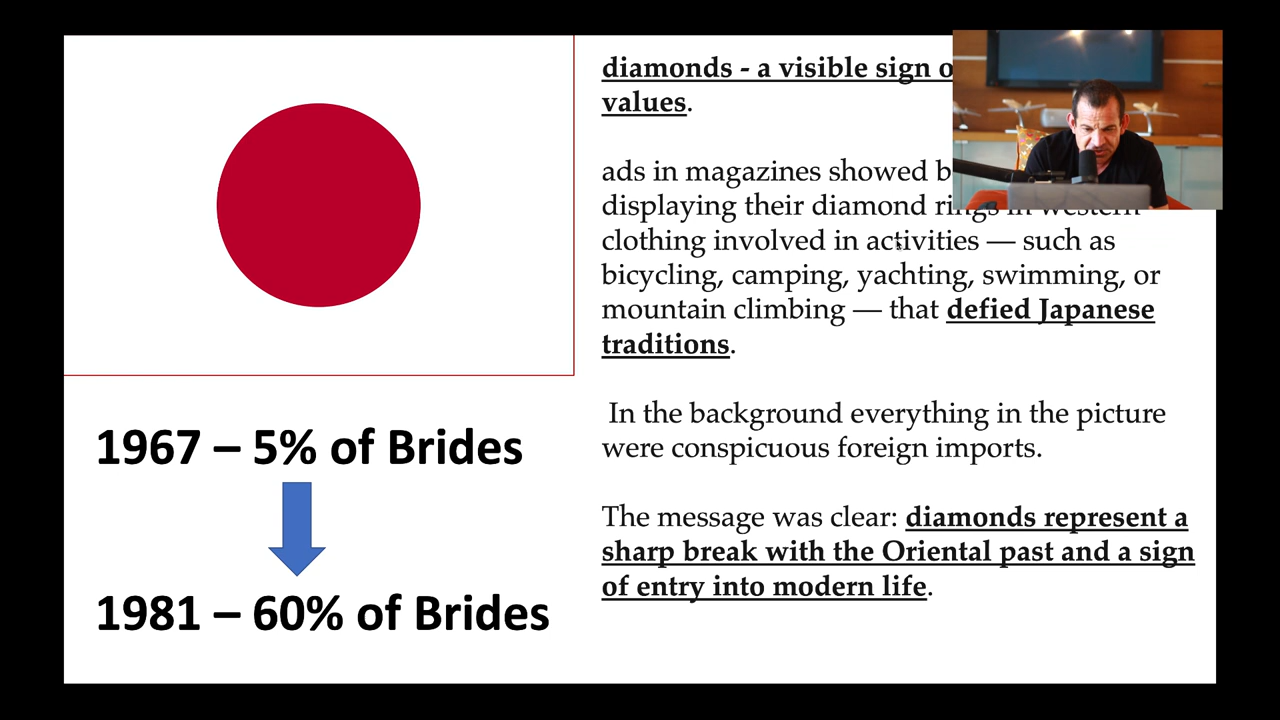 diamonds - a visible sign
values.
ads in magazines showed
displaying their diamond rings in western
clothing involved in activities — such as
bicycling, camping, yachting, swimming, or
mountain climbing — that defied Japanese
traditions.
In the background everything in the picture
were conspicuous foreign imports.
The message was clear: diamonds represent a
sharp break with the Oriental past and a sign
of entry into modern life.
1967 – 5% of Brides
1981 – 60% of Brides